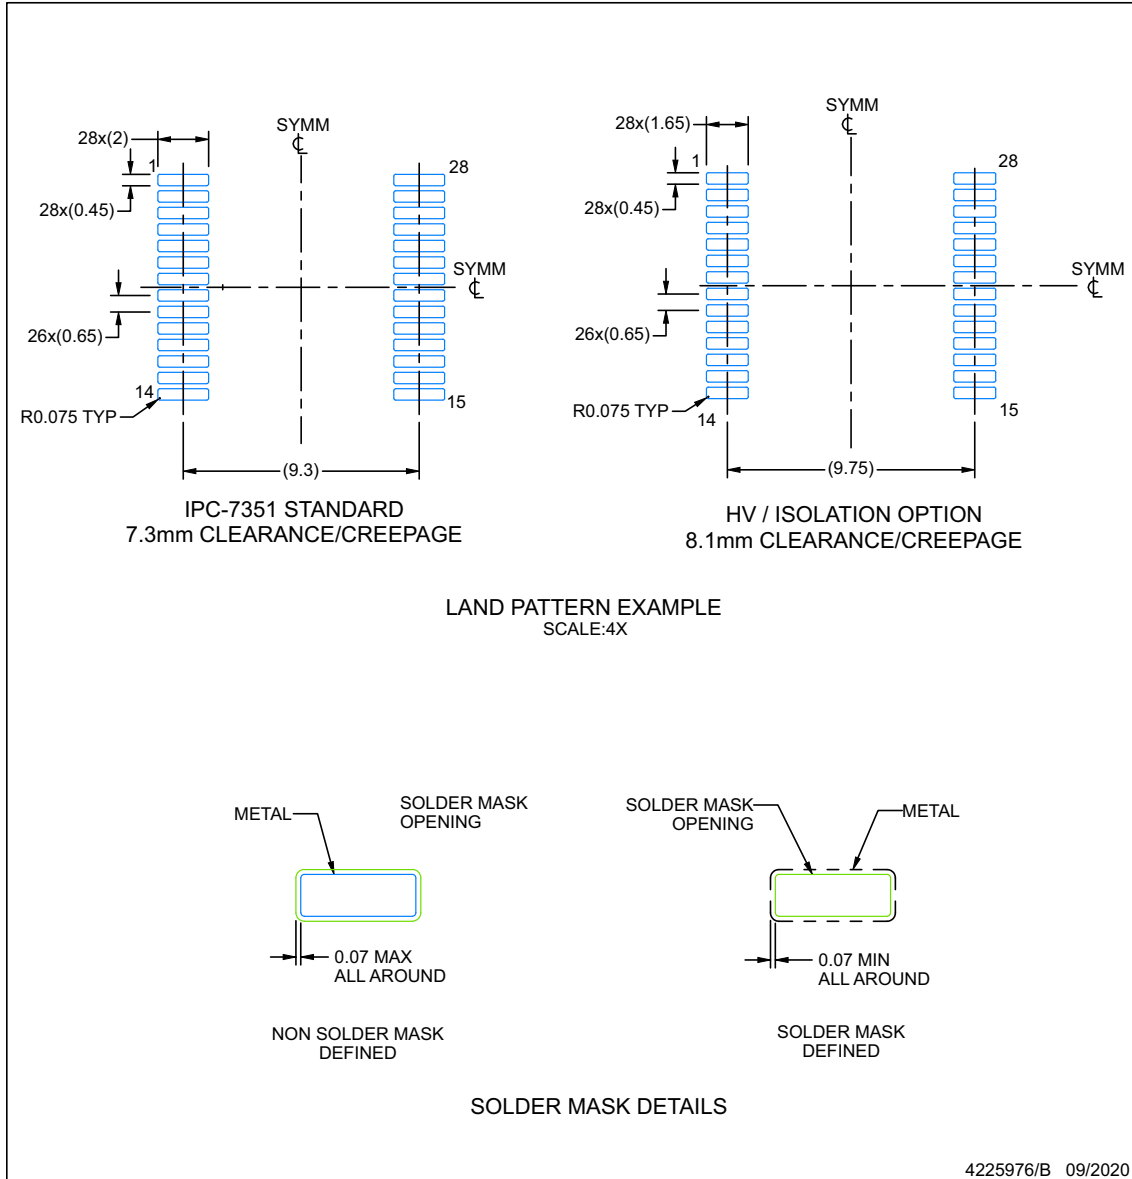 SYMM
℄
28x(2)
1
28
28x(0.45)
SYMM
℄
26x(0.65)
14
15
R0.075 TYP
(9.3)
IPC-7351 STANDARD
7.3mm CLEARANCE/CREEPAGE
SYMM
℄
28x(1.65)
1
28
28x(0.45)
SYMM
℄
26x(0.65)
R0.075 TYP
14
15
(9.75)
HV / ISOLATION OPTION
8.1mm CLEARANCE/CREEPAGE
LAND PATTERN EXAMPLE
SCALE:4X
METAL
SOLDER MASK
OPENING
0.07 MAX
ALL AROUND
NON SOLDER MASK
DEFINED
SOLDER MASK
OPENING
METAL
0.07 MIN
ALL AROUND
SOLDER MASK
DEFINED
SOLDER MASK DETAILS
4225976/B 09/2020